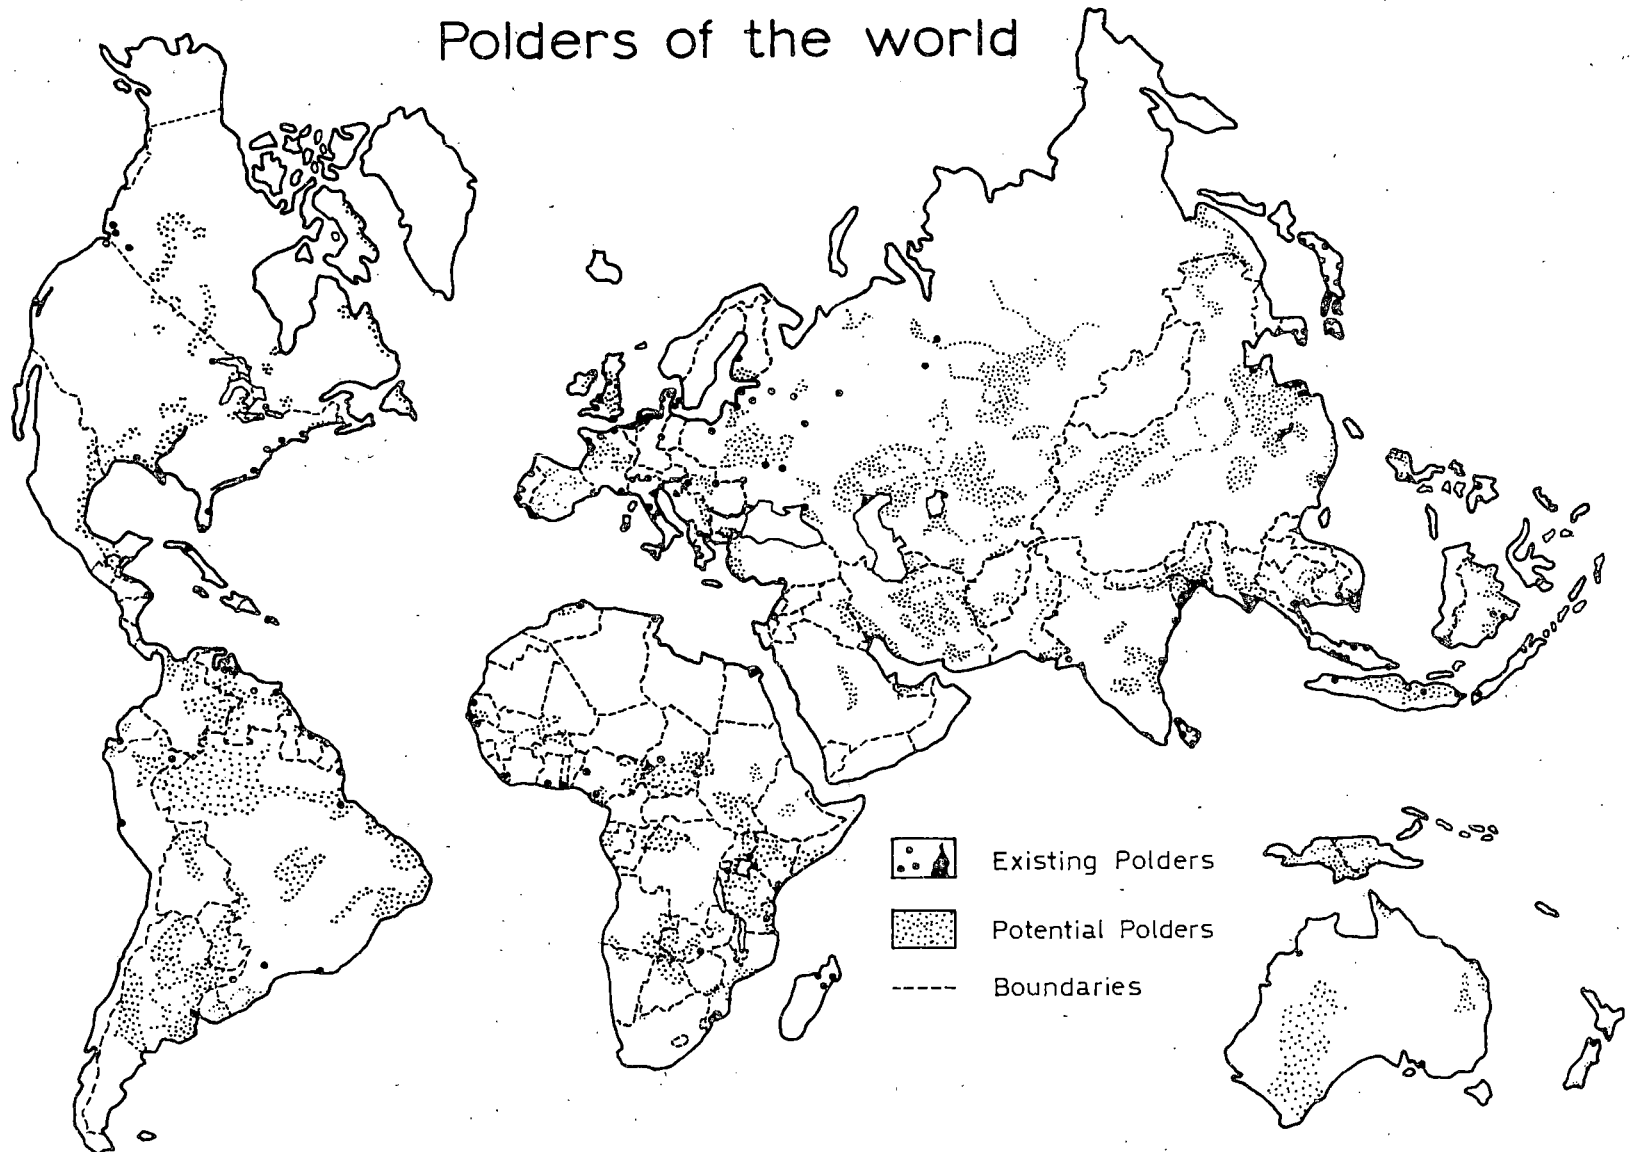 Polders of the world
Existing Polders
Potential Polders
Boundaries